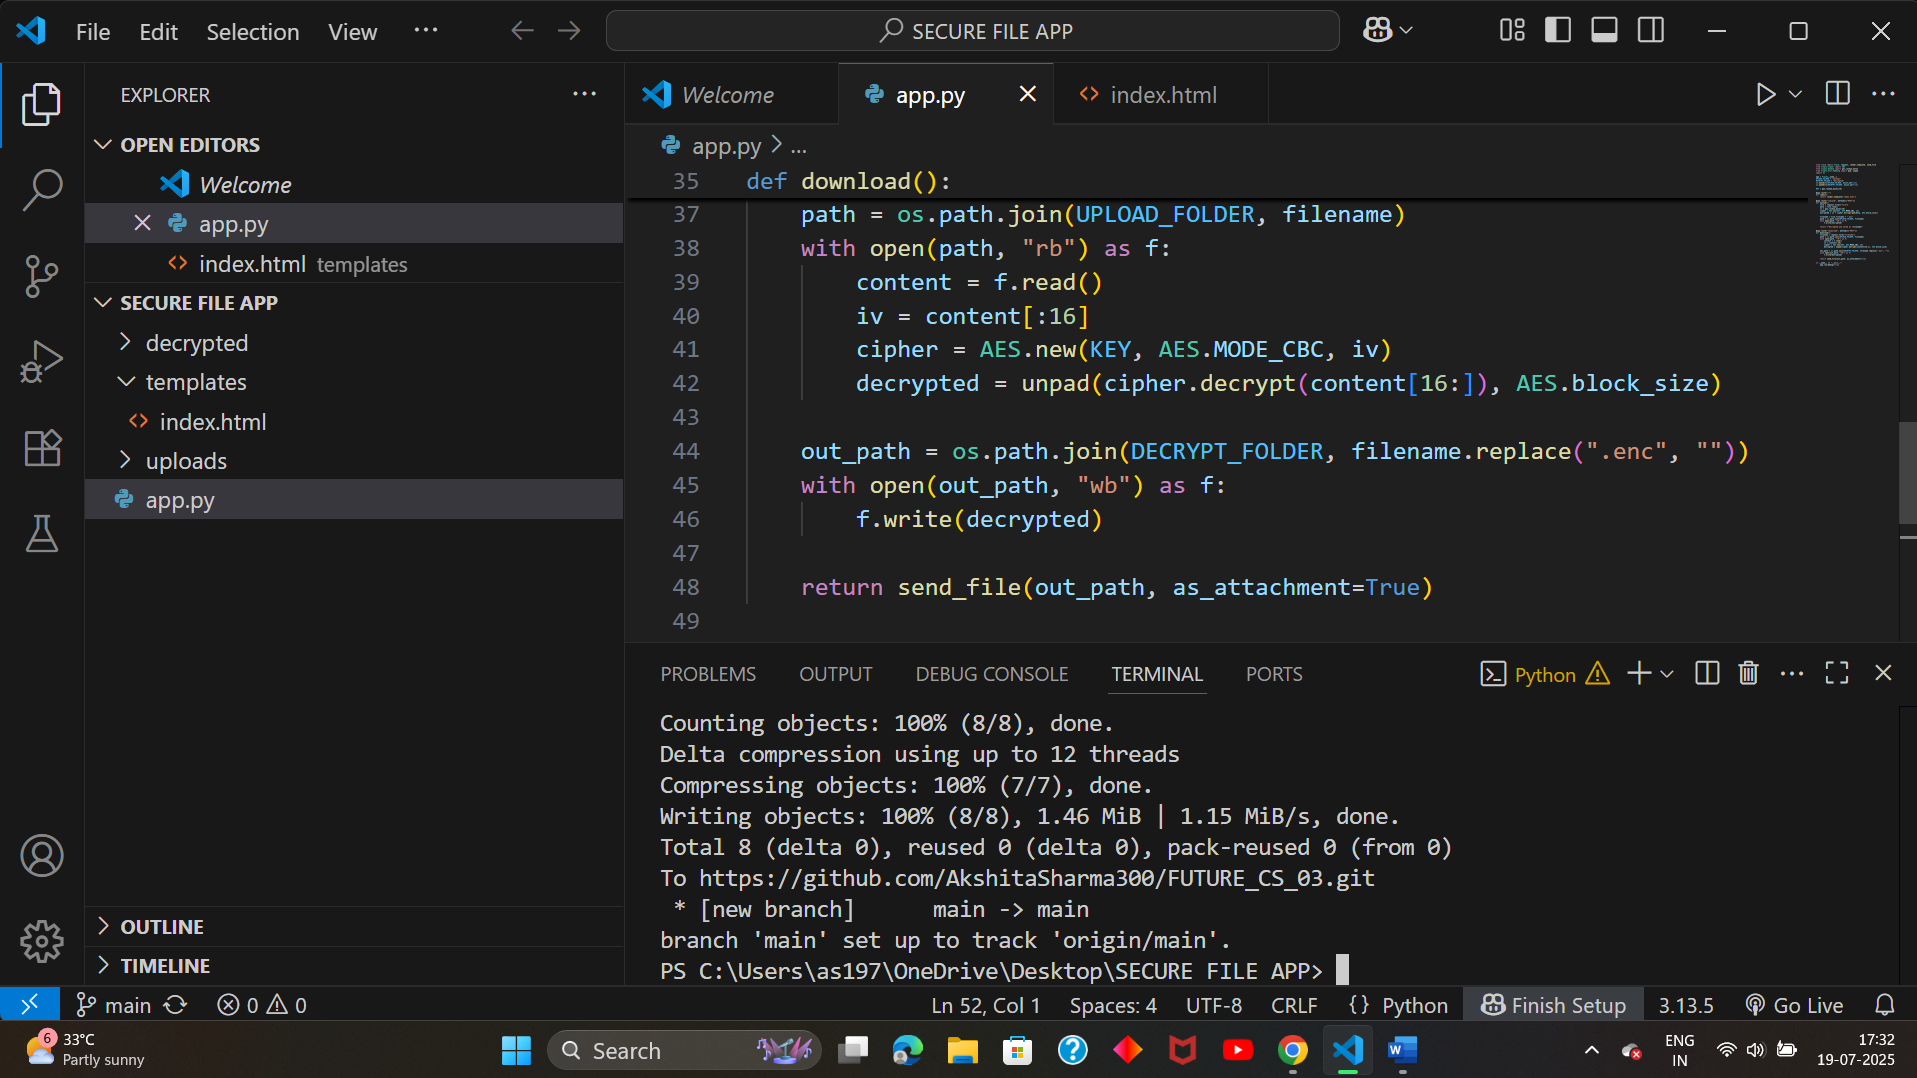 File Edit Selection View ...
SECURE FILE APP
EXPLORER
OPEN EDITORS
Welcome
app.py
index.html templates
SECURE FILE APP
decrypted
templates
index.html
uploads
app.py
OUTLINE
TIMELINE
Welcome
app.py
index.html
app.py > ...
35 def download():
37 path = os.path.join(UPLOAD_FOLDER, filename)
38 with open(path, "rb") as f:
39 content = f.read()
40 iv = content[:16]
41 cipher = AES.new(KEY, AES.MODE_CBC, iv)
42 decrypted = unpad(cipher.decrypt(content[16:]), AES.block_size)
43
44 out_path = os.path.join(DECRYPT_FOLDER, filename.replace(".enc", ""))
45 with open(out_path, "wb") as f:
46 f.write(decrypted)
47
48 return send_file(out_path, as_attachment=True)
49
PROBLEMS OUTPUT DEBUG CONSOLE TERMINAL PORTS
Python
Counting objects: 100% (8/8), done.
Delta compression using up to 12 threads
Compressing objects: 100% (7/7), done.
Writing objects: 100% (8/8), 1.46 MiB | 1.15 MiB/s, done.
Total 8 (delta 0), reused 0 (delta 0), pack-reused 0 (from 0)
To https://github.com/AkshitaSharma300/FUTURE_CS_03.git
* [new branch] main -> main
branch 'main' set up to track 'origin/main'.
PS C:\Users\as197\OneDrive\Desktop\SECURE FILE APP>
main 0 0 Ln 52, Col 1 Spaces: 4 UTF-8 CRLF {} Python Finish Setup 3.13.5 Go Live
6
33°C
Partly sunny
Search
ENG
IN
17:32
19-07-2025